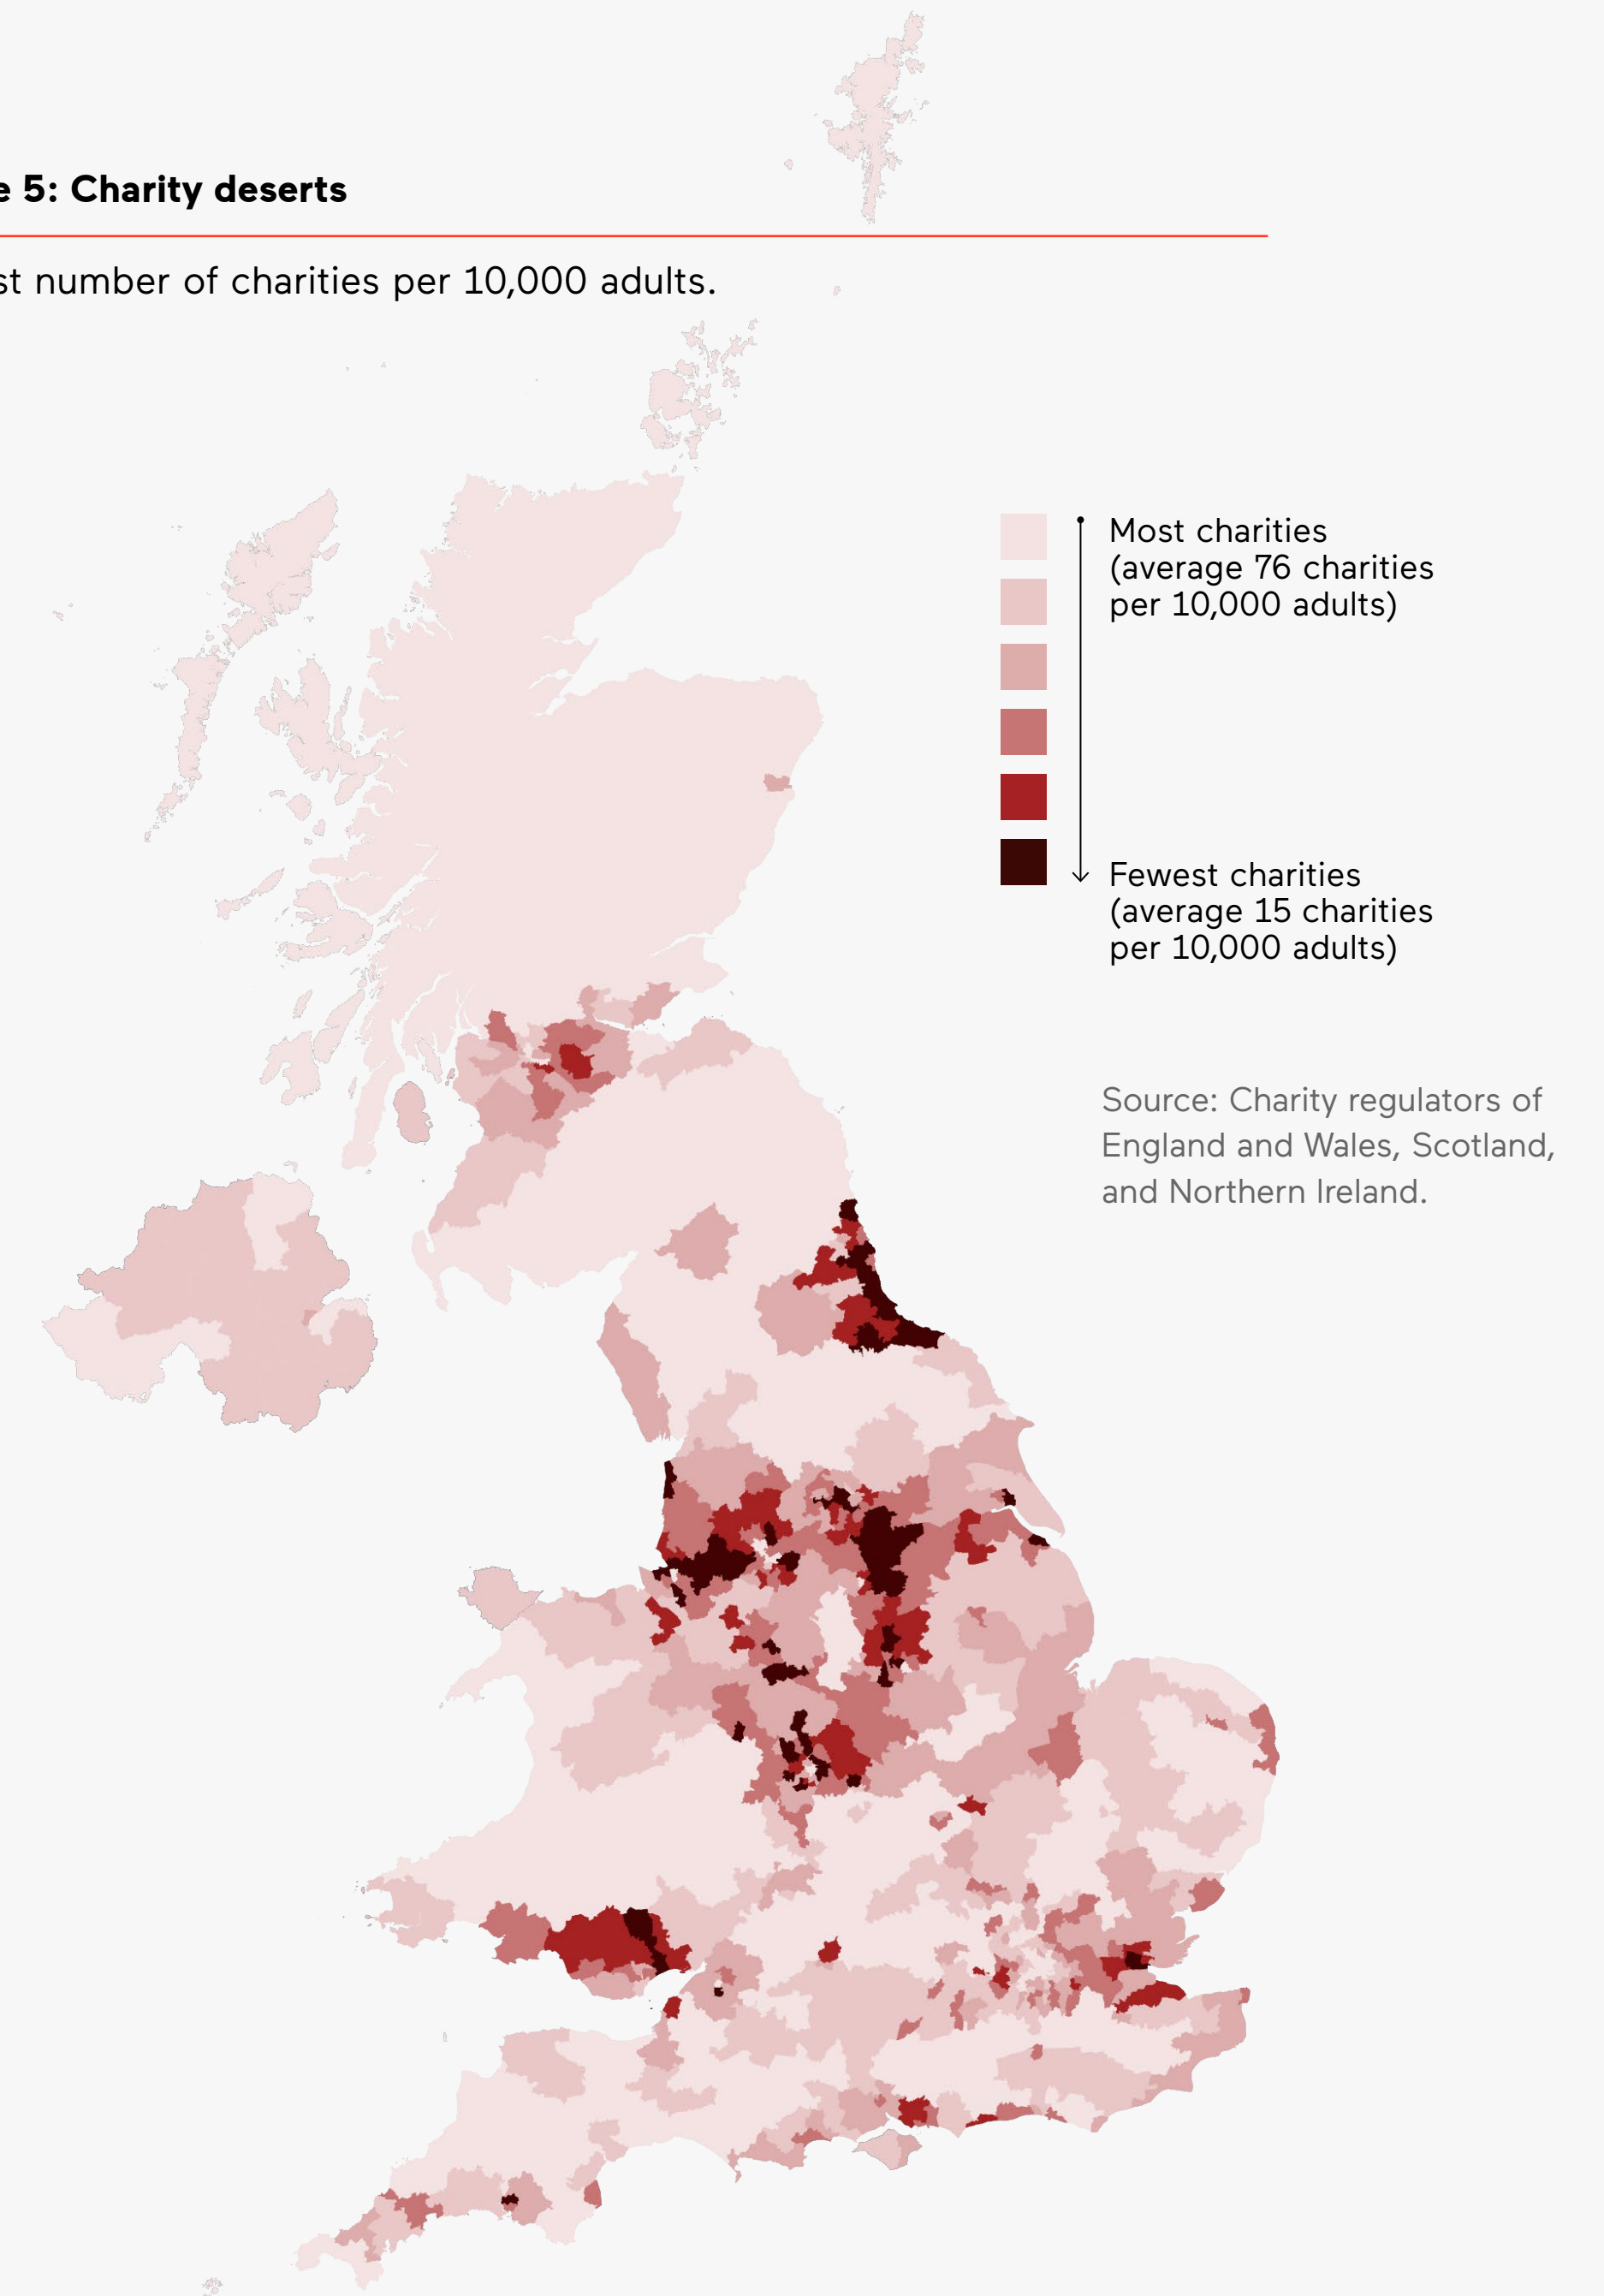 e 5: Charity deserts
st number of charities per 10,000 adults.
Most charities
(average 76 charities
per 10,000 adults)
Fewest charities
(average 15 charities
per 10,000 adults)
Source: Charity regulators of
England and Wales, Scotland,
and Northern Ireland.